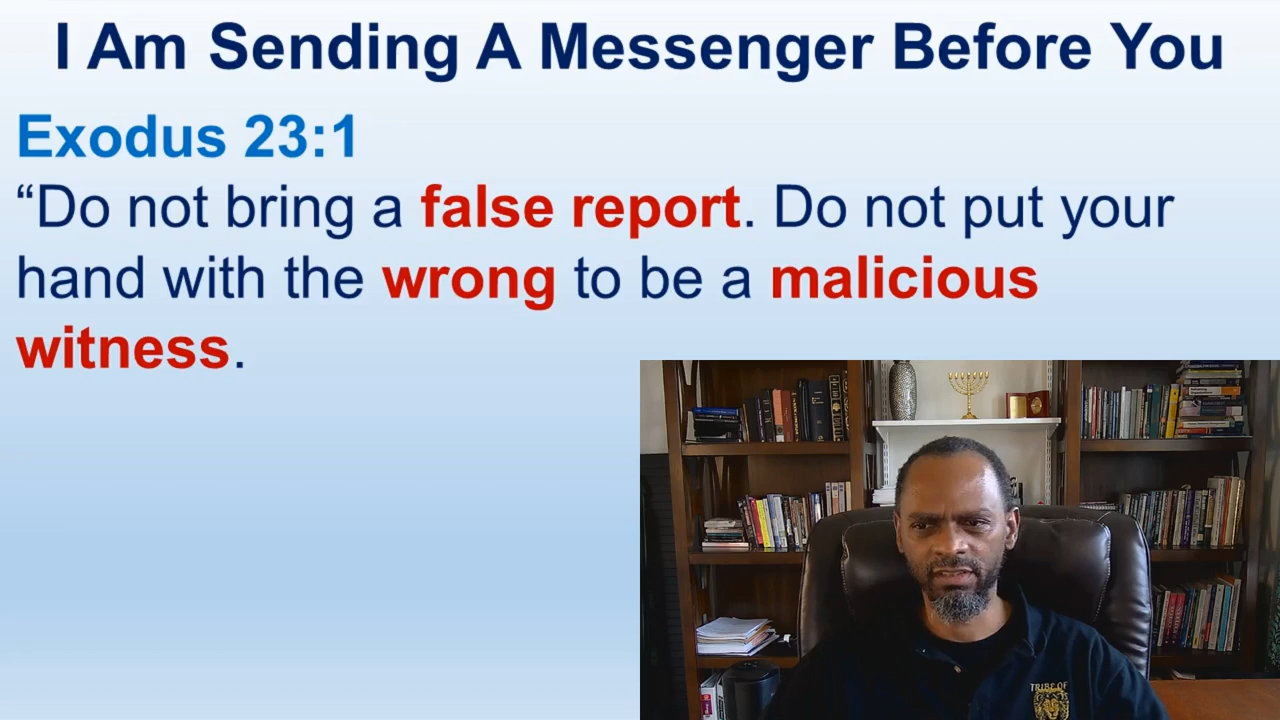 I Am Sending A Messenger Before You
Exodus 23:1
“Do not bring a false report. Do not put your
hand with the wrong to be a malicious
witness.
TRIBE OF